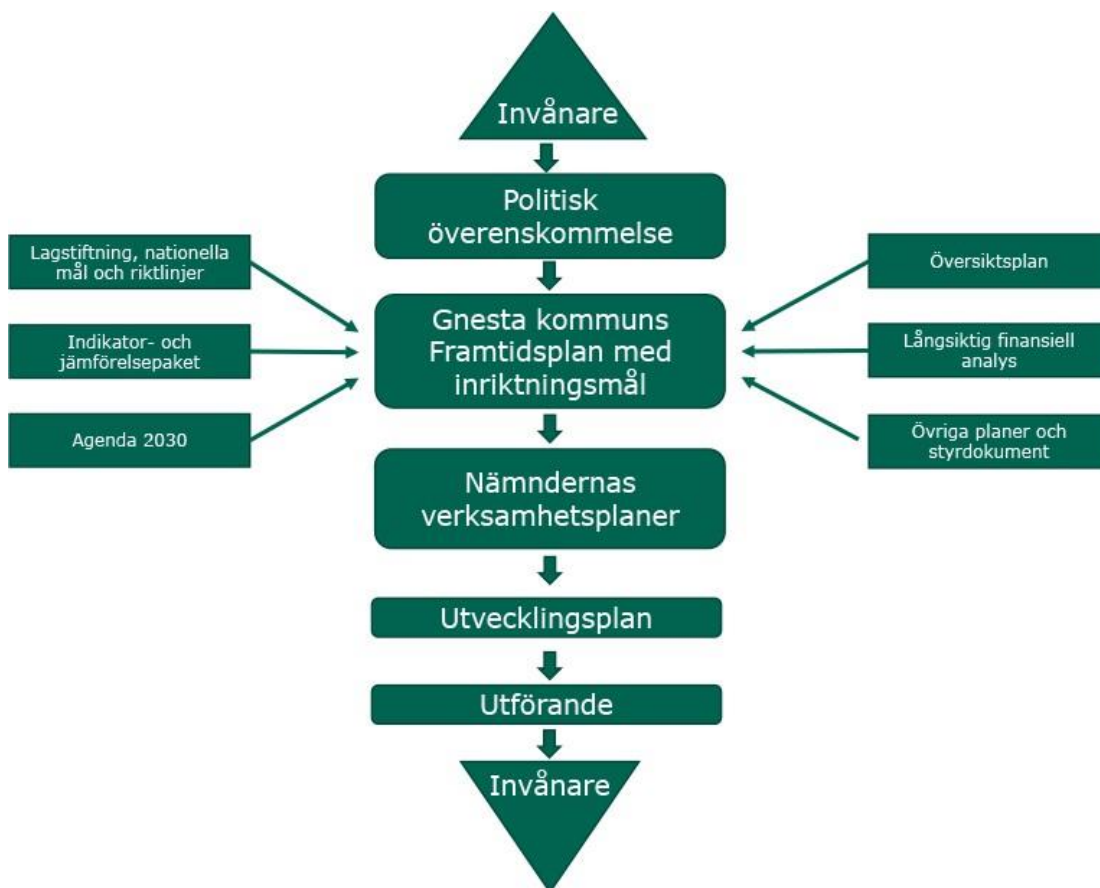 Invånare
Politisk
överenskommelse
Lagstiftning, nationella
mål och riktlinjer
Indikator- och
jämförelsepaket
Agenda 2030
Gnesta kommuns
Framtidsplan med
inriktningsmål
Översiktsplan
Långsiktig finansiell
analys
Övriga planer och
styrdokument
Nämndernas
verksamhetsplaner
Utvecklingsplan
Utförande
Invånare